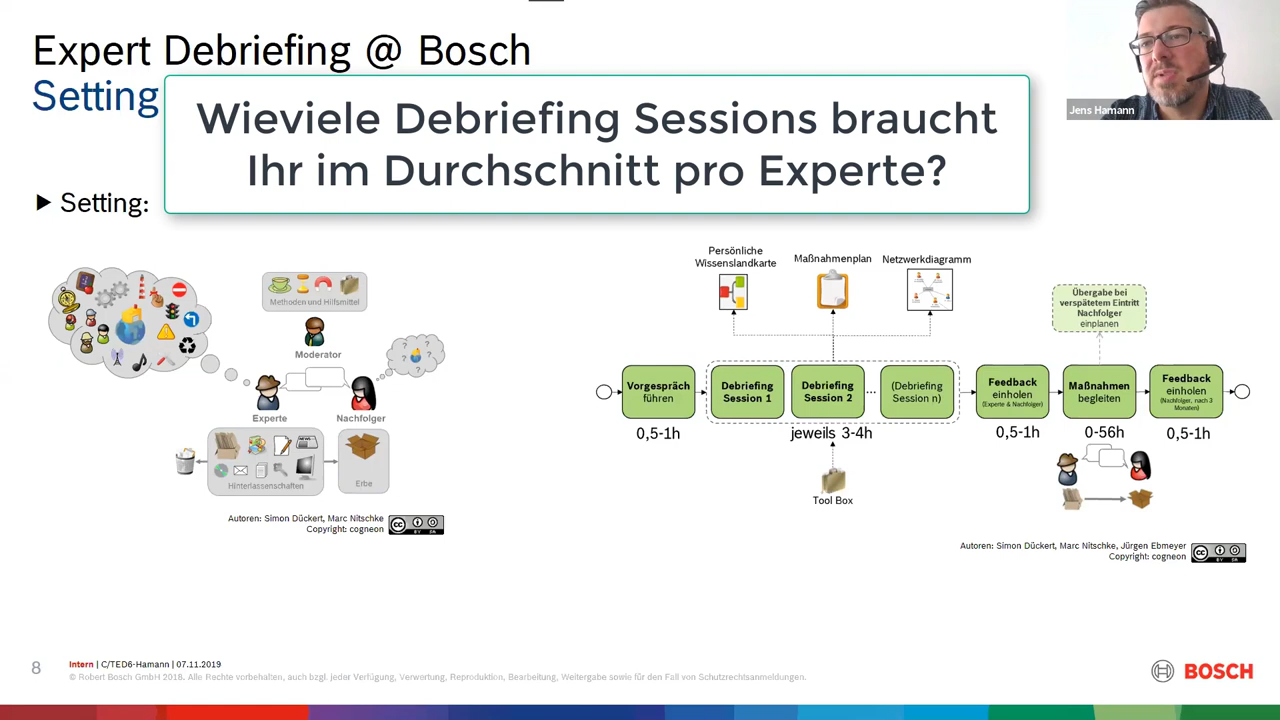 Expert Debriefing @ Bosch
Setting
Wieviele Debriefing Sessions braucht
Ihr im Durchschnitt pro Experte?
Jens Hamann
Setting:
Methoden und Hilfsmittel
Moderator
Experte
Nachfolger
Hinterlassenschaften
Erbe
Autoren: Simon Dückert, Marc Nitschke
Copyright: cogneon
Persönliche
Wissenslandkarte
Maßnahmenplan
Netzwerkdiagramm
Übergabe bei
verspätetem Eintritt
Nachfolger
einplanen
Vorgespräch
führen
0,5-1h
Debriefing
Session 1
Debriefing
Session 2
...
(Debriefing
Session n)
jeweils 3-4h
Tool Box
Feedback
einholen
(Experte & Nachfolger)
0,5-1h
Maßnahmen
begleiten
0-56h
Feedback
einholen
(Nachfolger, nach 3
Monaten)
0,5-1h
Autoren: Simon Dückert, Marc Nitschke, Jürgen Ebmeyer
Copyright: cogneon
8
Intern | C/TED6-Hamann | 07.11.2019
© Robert Bosch GmbH 2018. Alle Rechte vorbehalten, auch bzgl. jeder Verfügung, Verwertung, Reproduktion, Bearbeitung, Weitergabe sowie für den Fall von Schutzrechtsanmeldungen.
BOSCH